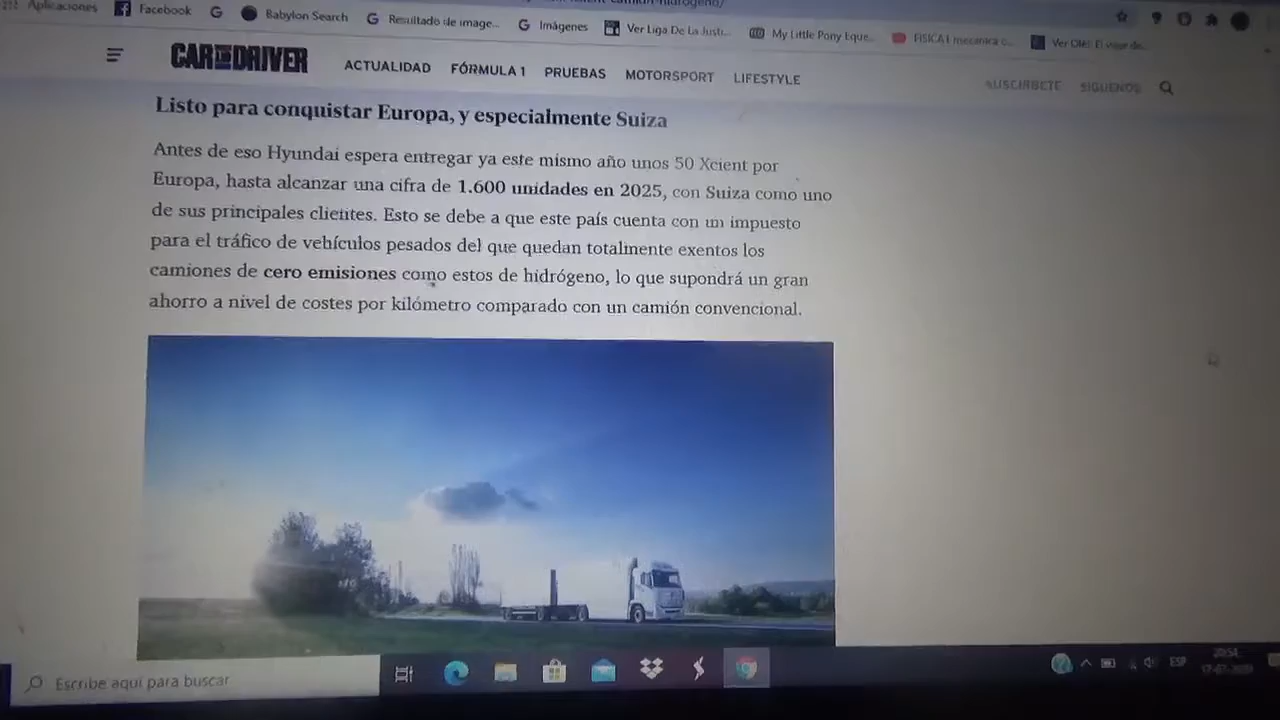 Aplicaciones Facebook Babylon Search Resultado de image... Imágenes Ver Liga De La Justi... My Little Pony Eque... FISICA I mecanica c...
CAR AND DRIVER ACTUALIDAD FÓRMULA 1 PRUEBAS MOTORSPORT LIFESTYLE SUSCRÍBETE SÍGUENOS
Listo para conquistar Europa, y especialmente Suiza
Antes de eso Hyundai espera entregar ya este mismo año unos 50 Xcient por
Europa, hasta alcanzar una cifra de 1.600 unidades en 2025, con Suiza como uno
de sus principales clientes. Esto se debe a que este país cuenta con un impuesto
para el tráfico de vehículos pesados del que quedan totalmente exentos los
camiones de cero emisiones como estos de hidrógeno, lo que supondrá un gran
ahorro a nivel de costes por kilómetro comparado con un camión convencional.
Escribe aquí para buscar
ESP
20:54